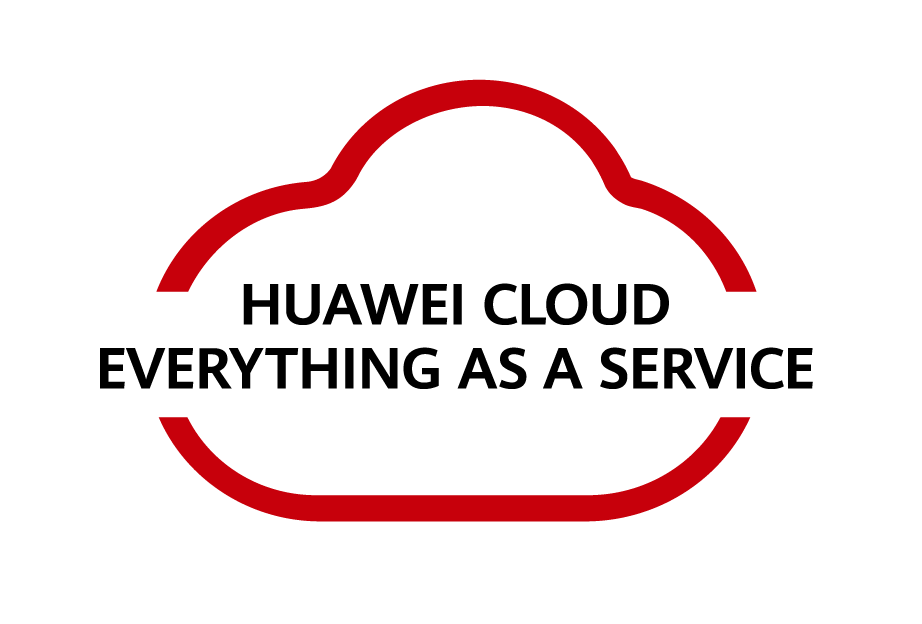 HUAWEI CLOUD
EVERYTHING AS A SERVICE